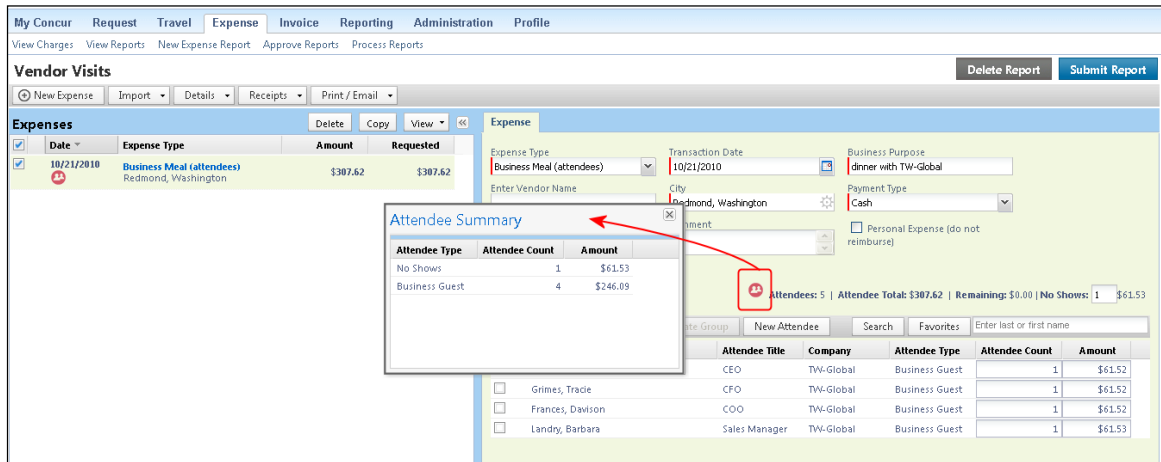 My Concur Request Travel Expense Invoice Reporting Administration Profile
View Charges View Reports New Expense Report Approve Reports Process Reports
Vendor Visits
Delete Report Submit Report
New Expense Import Details Receipts Print / Email
Expenses
Delete Copy View
Date Expense Type Amount Requested
10/21/2010 Business Meal (attendees) $307.62 $307.62
Redmond, Washington
Expense
Expense Type Transaction Date Business Purpose
Business Meal (attendees) 10/21/2010 dinner with TW-Global
Enter Vendor Name City Payment Type
Redmond, Washington Cash
Personal Expense (do not
reimburse)
Attendee Summary
Attendee Type Attendee Count Amount
No Shows 1 $61.53
Business Guest 4 $246.09
Attendees: 5 | Attendee Total: $307.62 | Remaining: $0.00 | No Shows: 1 $61.53
Group New Attendee Search Favorites Enter last or first name
Attendee Title Company Attendee Type Attendee Count Amount
CEO TW-Global Business Guest 1 $61.52
Grimes, Tracie CFO TW-Global Business Guest 1 $61.52
Frances, Davison COO TW-Global Business Guest 1 $61.52
Landry, Barbara Sales Manager TW-Global Business Guest 1 $61.53